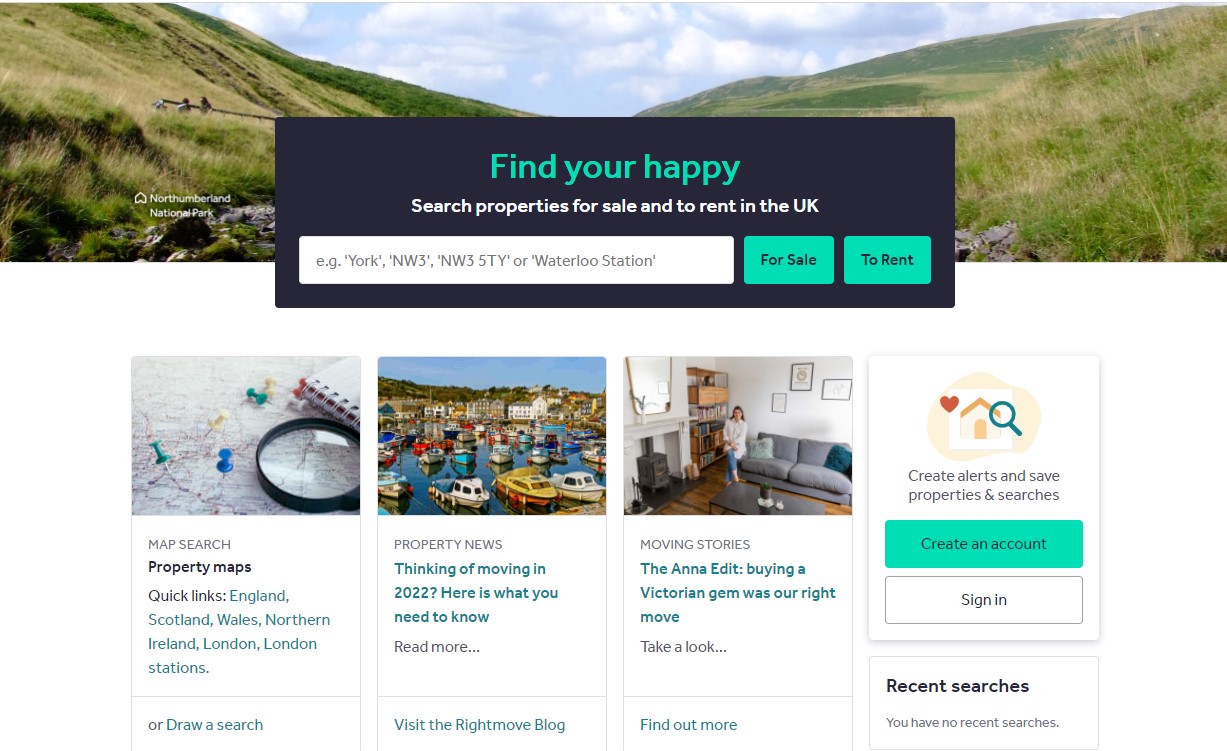 Northumberland
National Park
Find your happy
Search properties for sale and to rent in the UK
e.g. 'York', 'NW3', 'NW3 5TY' or 'Waterloo Station'
For Sale
To Rent
MAP SEARCH
Property maps
Quick links: England,
Scotland, Wales, Northern
Ireland, London, London
stations.
or Draw a search
PROPERTY NEWS
Thinking of moving in
2022? Here is what you
need to know
Read more...
Visit the Rightmove Blog
MOVING STORIES
The Anna Edit: buying a
Victorian gem was our right
move
Take a look...
Find out more
Create alerts and save
properties & searches
Create an account
Sign in
Recent searches
You have no recent searches.